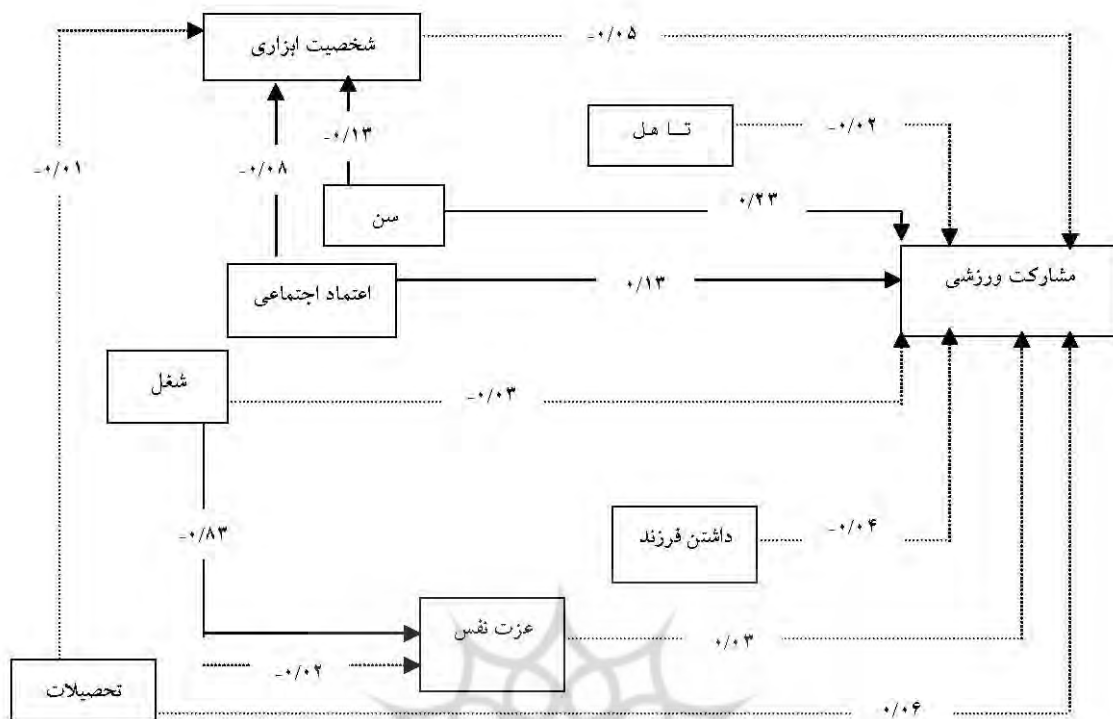 شخصیت ابزاری
-۰/۰۵
تـا هل
-۰/۰۲
-۰/۱۳
-۰/۰۱
-۰/۰۸
سن
۰/۲۳
مشارکت ورزشی
اعتماد اجتماعی
۰/۱۳
شغل
-۰/۰۳
-۰/۸۳
داشتن فرزند
-۰/۰۴
عزت نفس
۰/۰۳
-۰/۰۲
تحصیلات
۰/۰۶